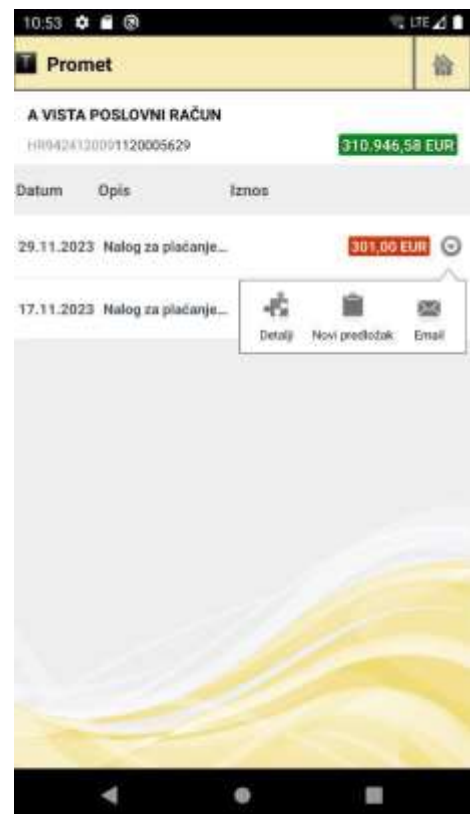 10:53 LTE
T Promet
A VISTA POSLOVNI RAČUN
HR9424120091120005629 310.946,58 EUR
Datum Opis Iznos
29.11.2023 Nalog za plaćanje... 301,00 EUR
17.11.2023 Nalog za plaćanje...
Detalji Novi predložak Email